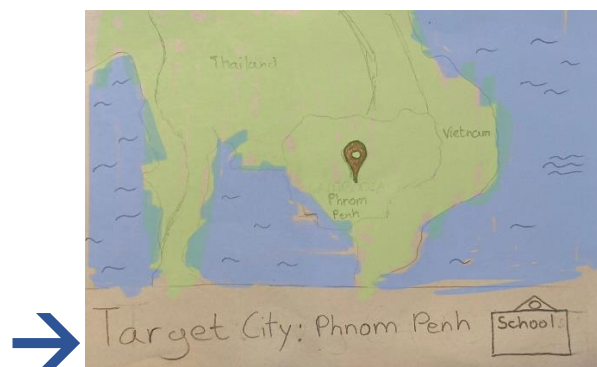 Thailand
Vietnam
Phnom
Penh
Target City: Phnom Penh
School: